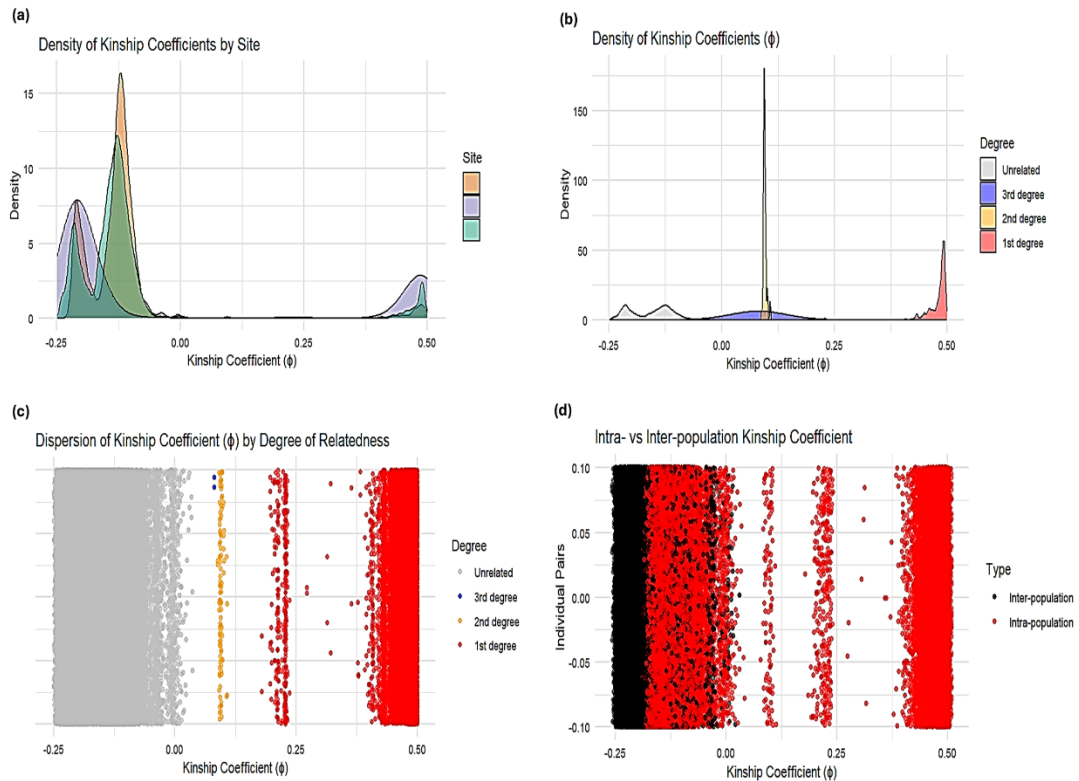 (a)
Density of Kinship Coefficients by Site
15
10
5
0
Density
-0.25 0.00 0.25 0.50
Kinship Coefficient (ϕ)
Site
(b)
Density of Kinship Coefficients (ϕ)
150
100
50
0
Density
-0.25 0.00 0.25 0.50
Kinship Coefficient (ϕ)
Degree
Unrelated
3rd degree
2nd degree
1st degree
(c)
Dispersion of Kinship Coefficient (ϕ) by Degree of Relatedness
-0.25 0.00 0.25 0.50
Kinship Coefficient (ϕ)
Degree
Unrelated
3rd degree
2nd degree
1st degree
(d)
Intra- vs Inter-population Kinship Coefficient
0.10
0.05
0.00
-0.05
-0.10
Individual Pairs
-0.25 0.00 0.25 0.50
Kinship Coefficient (ϕ)
Type
Inter-population
Intra-population